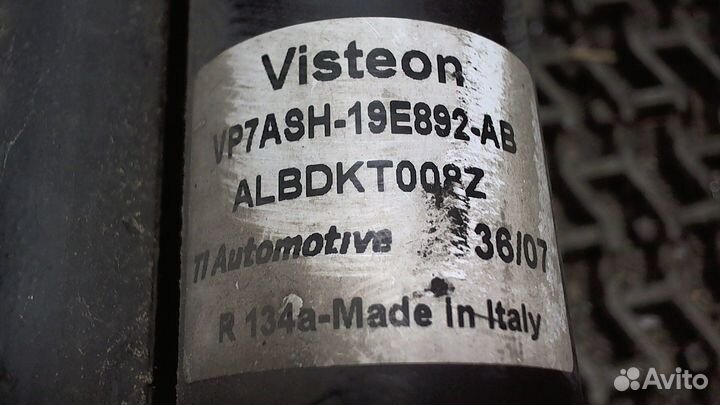 Visteon
VP7ASH-19E892-AB
ALBDKT008Z
TI Automotive 36/07
R 134a-Made In Italy
Avito